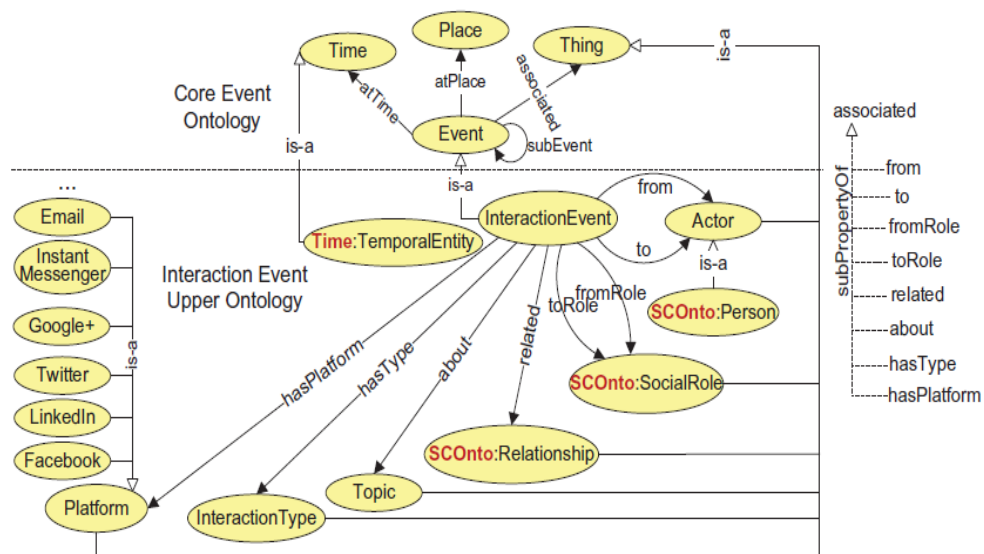 Place
Time
Thing
is-a
atTime
atPlace
associated
Core Event
Ontology
Event
subEvent
associated
is-a
is-a
...
Email
Instant
Messenger
Google+
Twitter
LinkedIn
Facebook
is-a
Platform
Time:TemporalEntity
Interaction Event
Upper Ontology
InteractionEvent
from
to
Actor
is-a
SCOnto:Person
toRole
fromRole
SCOnto:SocialRole
related
SCOnto:Relationship
about
Topic
hasType
InteractionType
hasPlatform
subPropertyOf
from
to
fromRole
toRole
related
about
hasType
hasPlatform